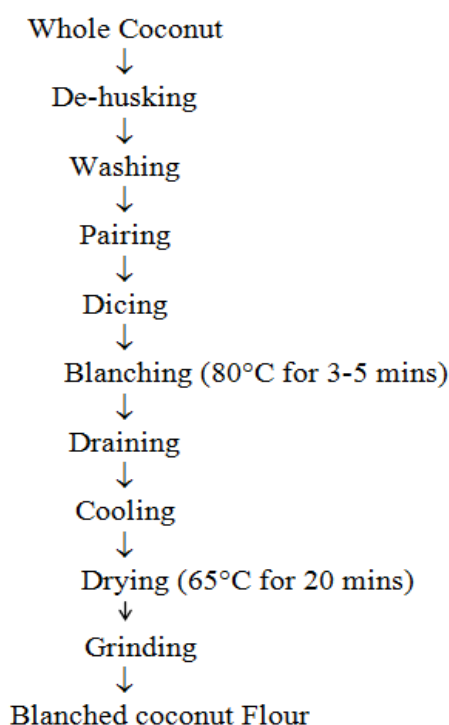 Whole Coconut
↓
De-husking
↓
Washing
↓
Pairing
↓
Dicing
↓
Blanching (80°C for 3-5 mins)
↓
Draining
↓
Cooling
↓
Drying (65°C for 20 mins)
↓
Grinding
↓
Blanched coconut Flour